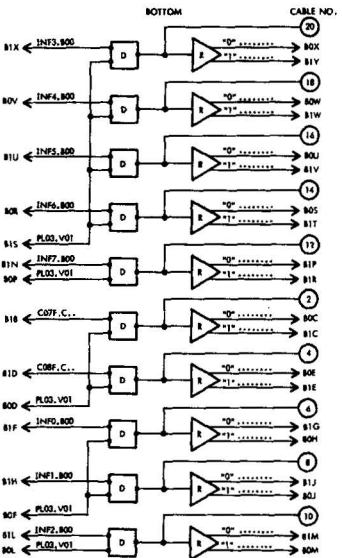 BOTTOM CABLE NO.
20
B1X INF3.B00 D R "0" ........ B0X
"1" ........ B1Y
18
B0V INF4.B00 D R "0" ........ B0W
"1" ........ B1W
16
B1U INF5.B00 D R "0" ........ B0U
"1" ........ B1V
14
B0R INF6.B00 D R "0" ........ B0S
"1" ........ B1T
B1S PL03.V01
12
B1N INF7.B00 D R "0" ........ B1P
B0P PL03.V01 "1" ........ B1R
2
B1B C07F.C.. D R "0" ........ B0C
"1" ........ B1C
4
B1D C08F.C.. D R "0" ........ B0E
"1" ........ B1E
B0D PL03.V01
6
B1F INF0.B00 D R "0" ........ B1G
"1" ........ B0H
8
B1H INF1.B00 D R "0" ........ B1J
"1" ........ B0J
B0F PL03.V01
10
B1L INF2.B00 D R "0" ........ B1M
B0L PL03.V01 "1" ........ B0M